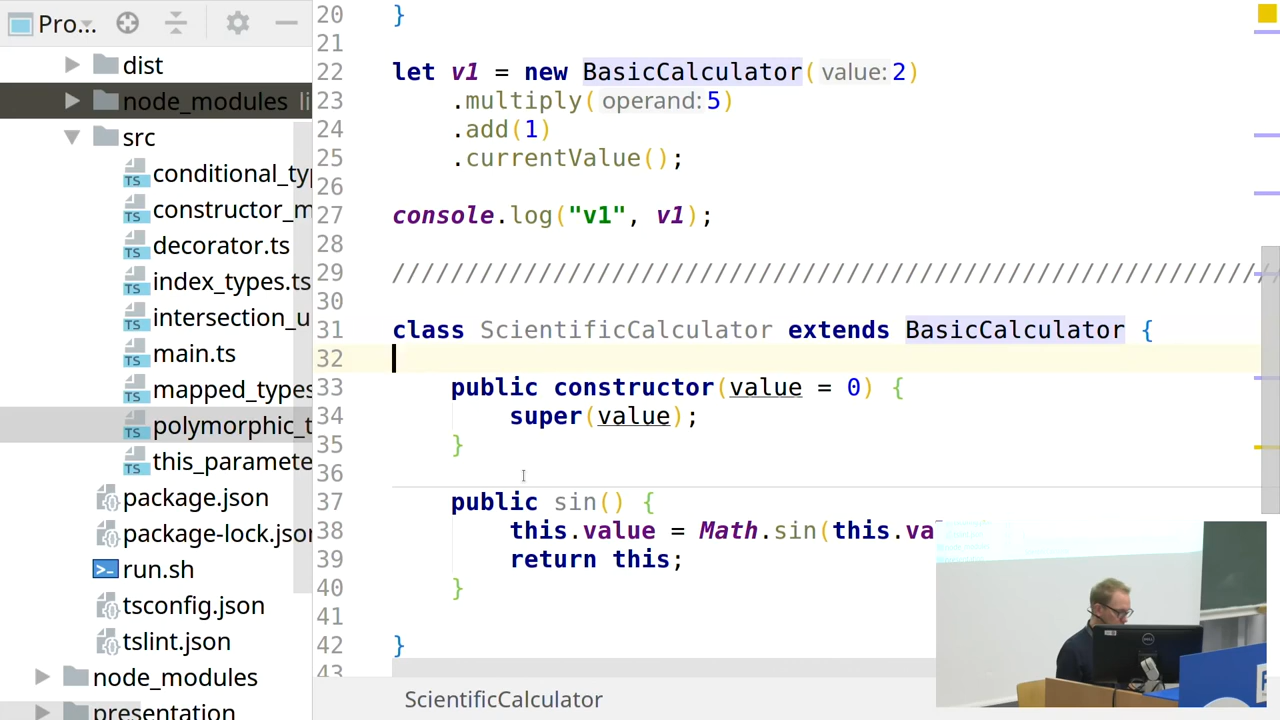 Pro...
dist
node_modules li
src
conditional_typ
constructor_m
decorator.ts
index_types.ts
intersection_u
main.ts
mapped_types
polymorphic_t
this_paramete
package.json
package-lock.jso
run.sh
tsconfig.json
tslint.json
node_modules
presentation
20 }
21
22 let v1 = new BasicCalculator( value: 2)
23 .multiply( operand: 5)
24 .add(1)
25 .currentValue();
26
27 console.log("v1", v1);
28
29 ////////////////////////////////////////////////////////////
30
31 class ScientificCalculator extends BasicCalculator {
32
33 public constructor(value = 0) {
34 super(value);
35 }
36
37 public sin() {
38 this.value = Math.sin(this.va
39 return this;
40 }
41
42 }
43
ScientificCalculator